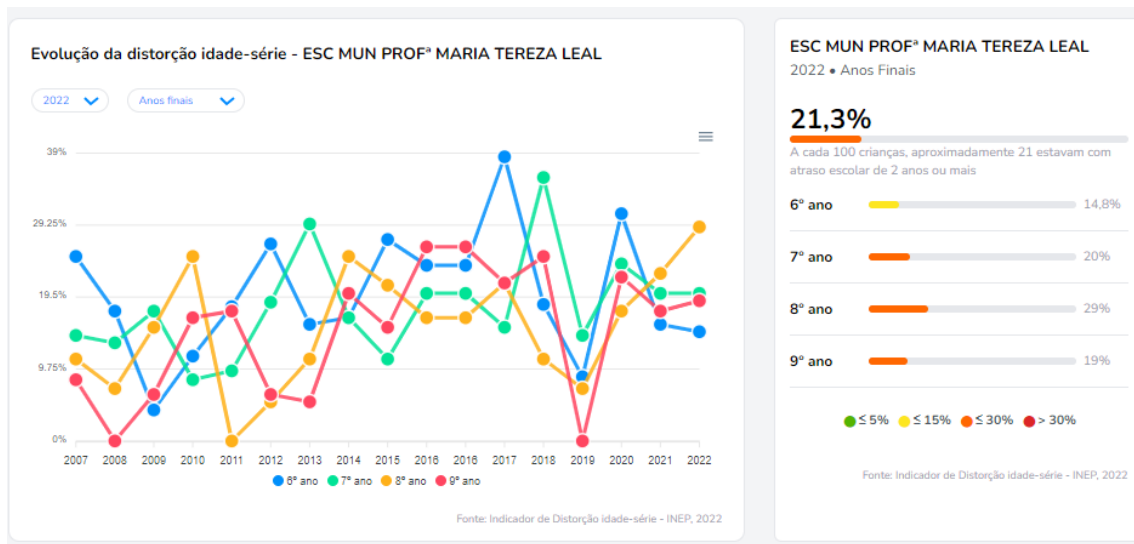 Evolução da distorção idade-série - ESC MUN PROFª MARIA TEREZA LEAL
2022
Anos finais
39%
29.25%
19.5%
9.75%
0%
2007 2008 2009 2010 2011 2012 2013 2014 2015 2016 2016 2017 2018 2019 2020 2021 2022
6º ano 7º ano 8º ano 9º ano
Fonte: Indicador de Distorção idade-série - INEP, 2022
ESC MUN PROFª MARIA TEREZA LEAL
2022 • Anos Finais
21,3%
A cada 100 crianças, aproximadamente 21 estavam com
atraso escolar de 2 anos ou mais
6º ano 14,8%
7º ano 20%
8º ano 29%
9º ano 19%
≤ 5% ≤ 15% ≤ 30% > 30%
Fonte: Indicador de Distorção idade-série - INEP, 2022